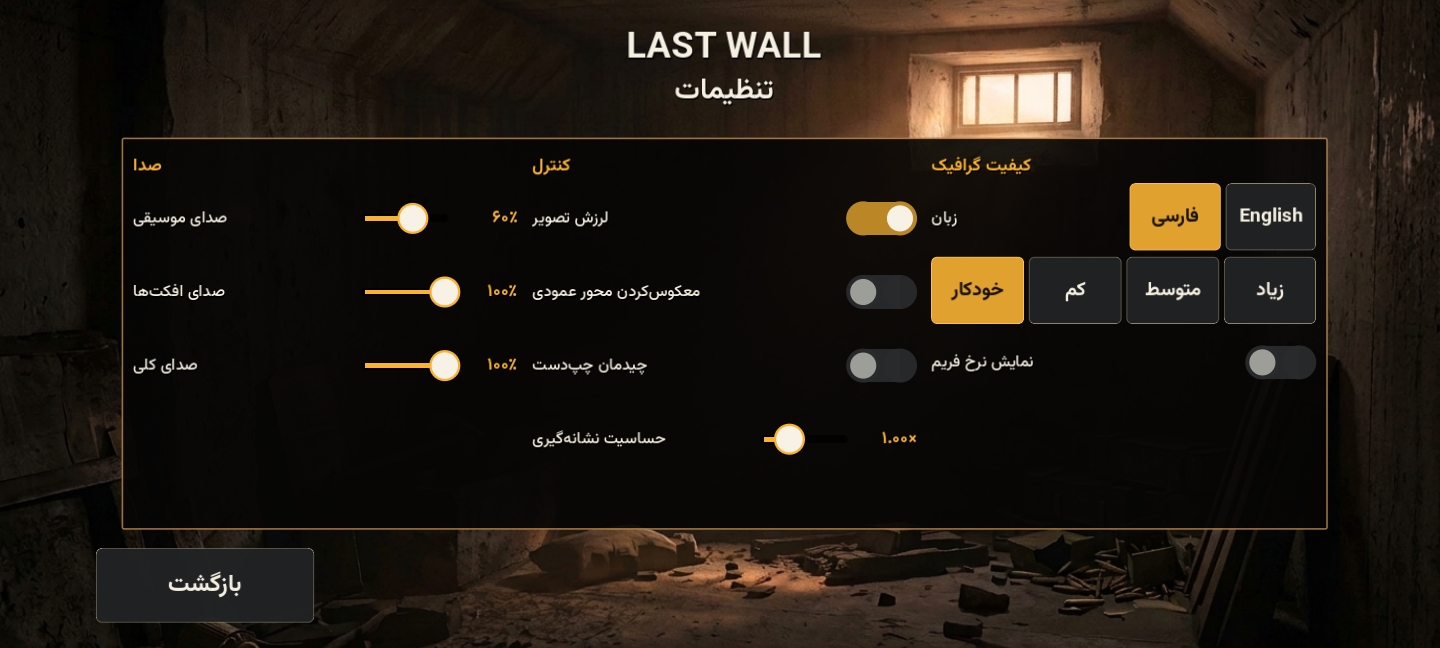 LAST WALL
تنظیمات
صدا
صدای موسیقی
۶۰٪
صدای افکت‌ها
۱۰۰٪
صدای کلی
۱۰۰٪
کنترل
لرزش تصویر
معکوس‌کردن محور عمودی
چیدمان چپ‌دست
حساسیت نشانه‌گیری
۱.۰۰×
کیفیت گرافیک
زبان
فارسی
English
خودکار
کم
متوسط
زیاد
نمایش نرخ فریم
بازگشت